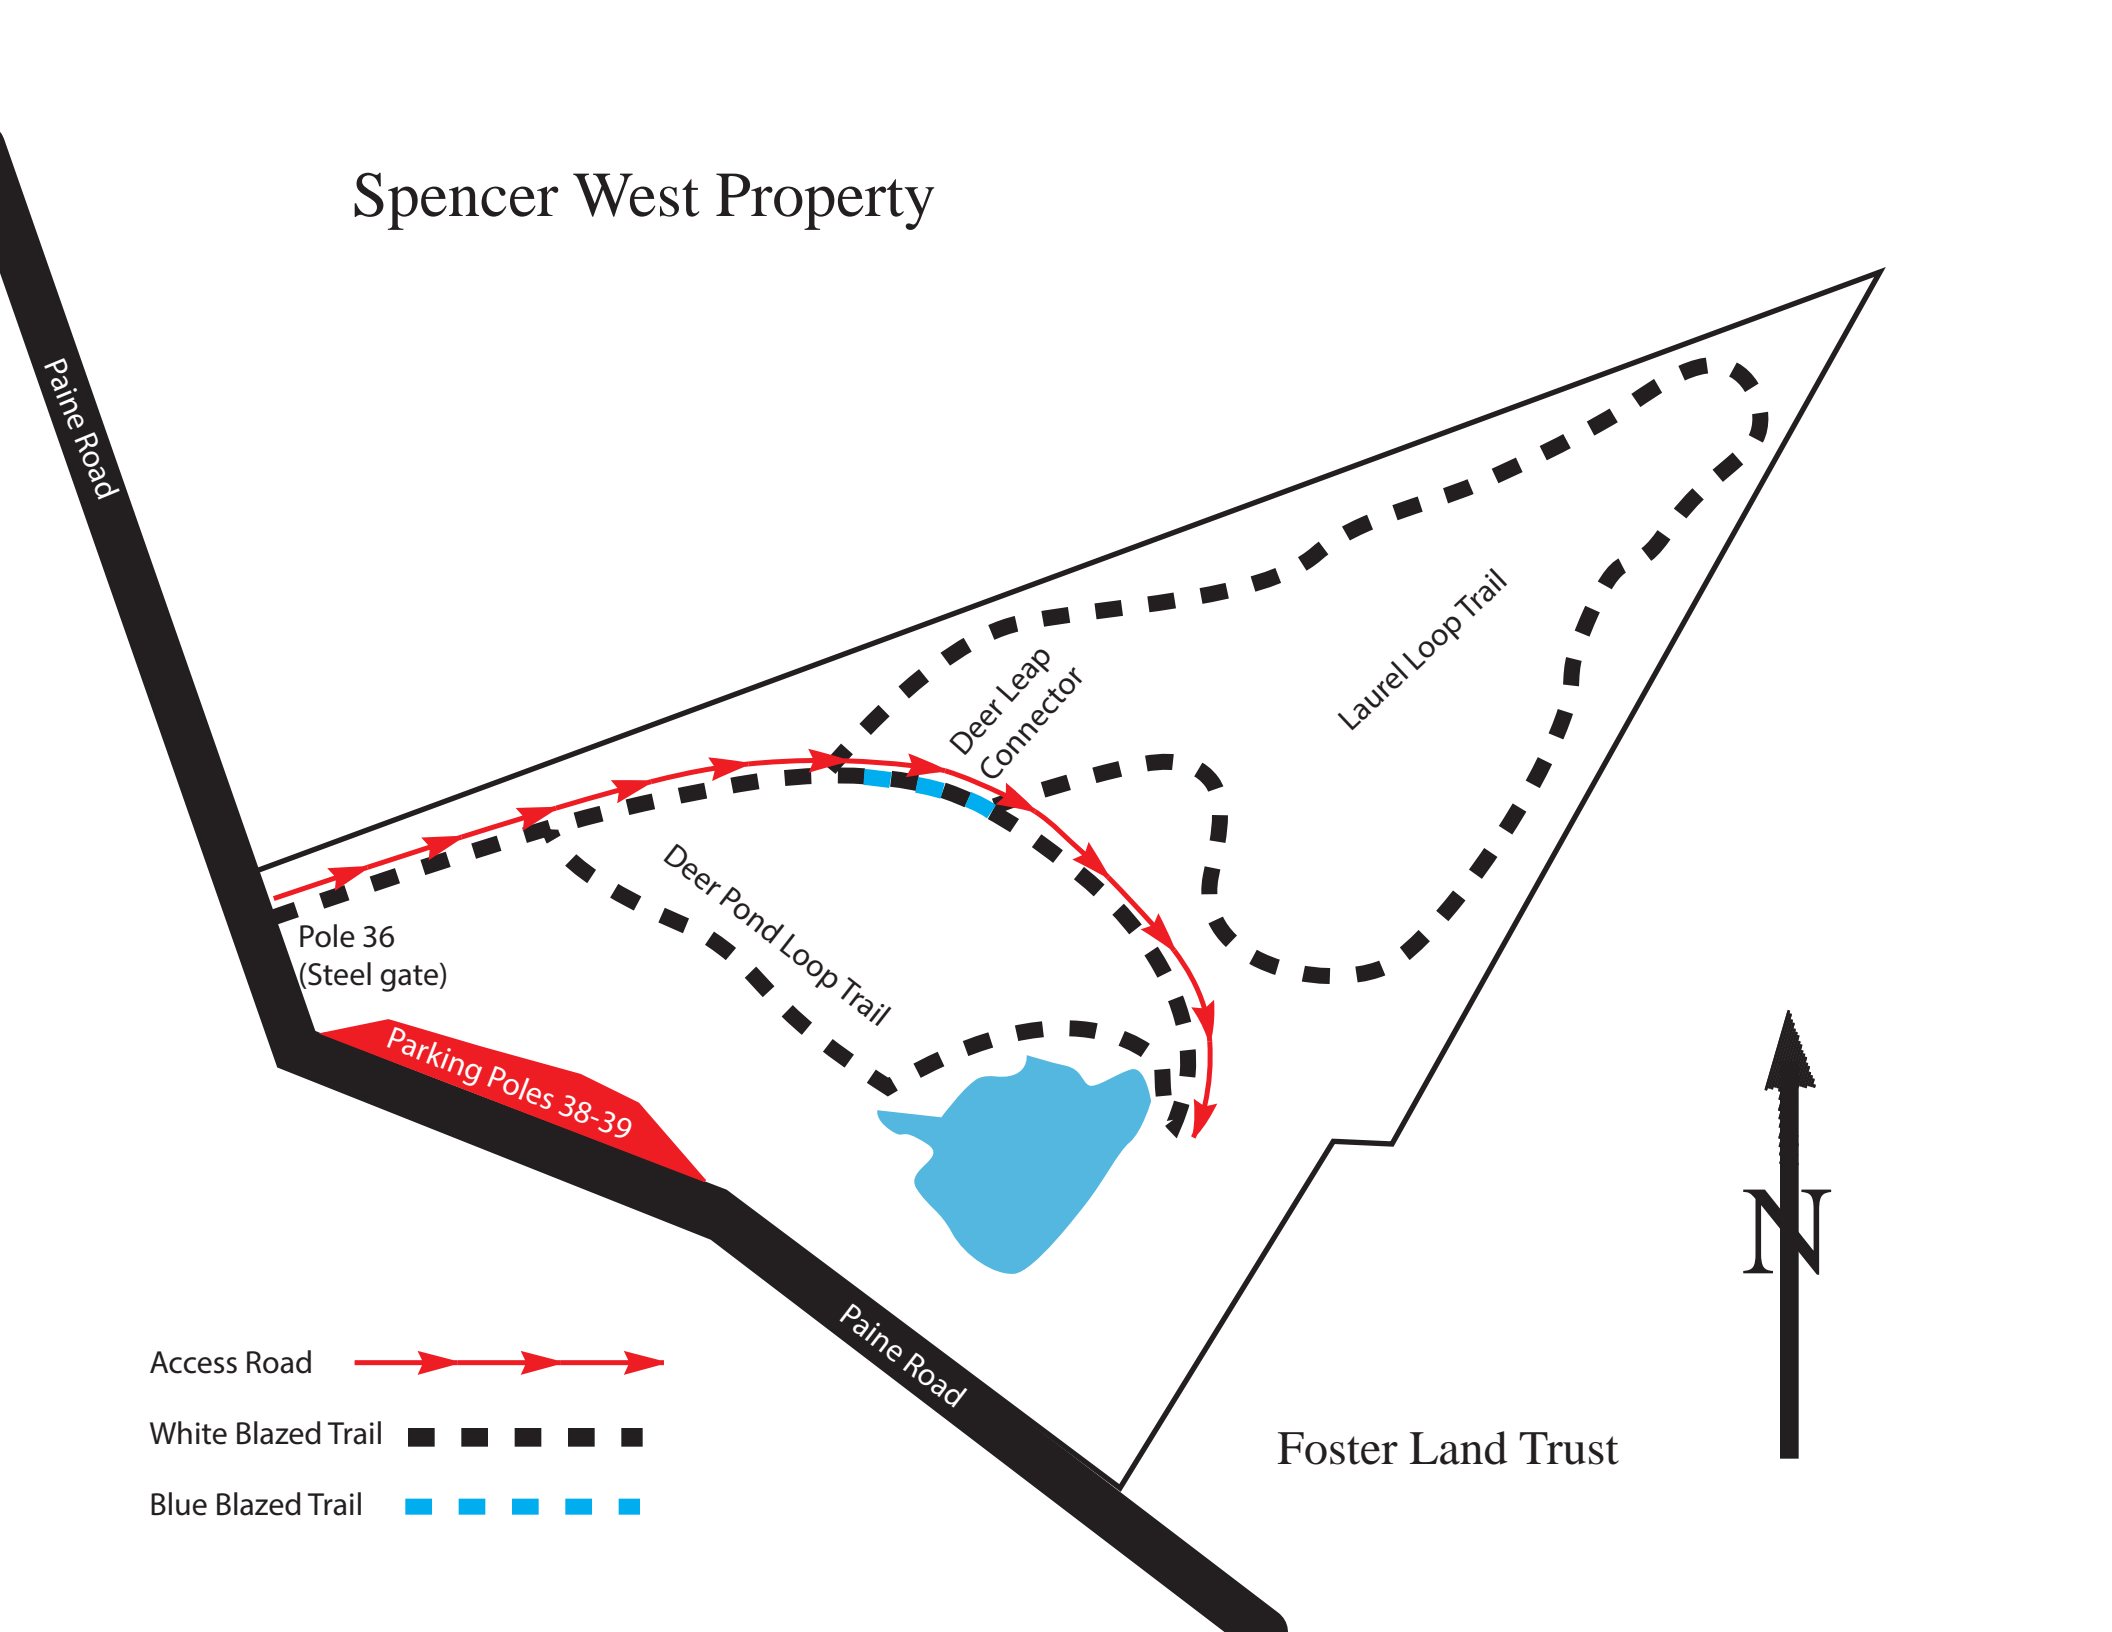 Spencer West Property
Paine Road
Deer Leap
Connector
Laurel Loop Trail
Deer Pond Loop Trail
Pole 36
(Steel gate)
Parking Poles 38-39
N
Paine Road
Access Road
White Blazed Trail
Blue Blazed Trail
Foster Land Trust